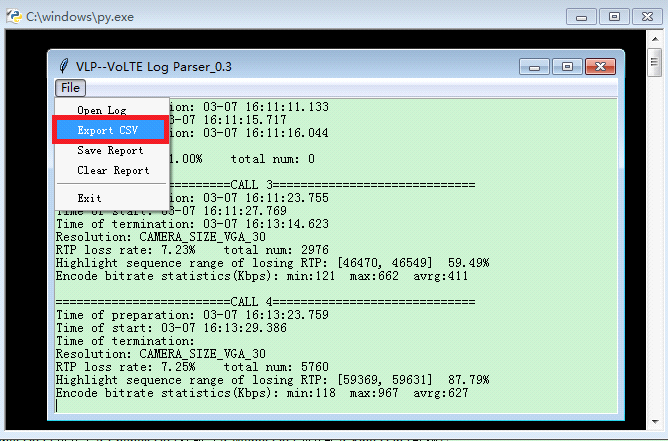 C:\windows\py.exe
VLP--VoLTE Log Parser_0.3
File
Open Log
Export CSV
Save Report
Clear Report
Exit
ion: 03-07 16:11:11.133
03-07 16:11:15.717
ion: 03-07 16:11:16.044
1.00% total num: 0
====================CALL 3=============================
ion: 03-07 16:11:23.755
Time of start: 03-07 16:11:27.769
Time of termination: 03-07 16:13:14.623
Resolution: CAMERA_SIZE_VGA_30
RTP loss rate: 7.23% total num: 2976
Highlight sequence range of losing RTP: [46470, 46549] 59.49%
Encode bitrate statistics(Kbps): min:121 max:662 avrg:411
=========================CALL 4=============================
Time of preparation: 03-07 16:13:23.759
Time of start: 03-07 16:13:29.386
Time of termination:
Resolution: CAMERA_SIZE_VGA_30
RTP loss rate: 7.25% total num: 5760
Highlight sequence range of losing RTP: [59369, 59631] 87.79%
Encode bitrate statistics(Kbps): min:118 max:967 avrg:627